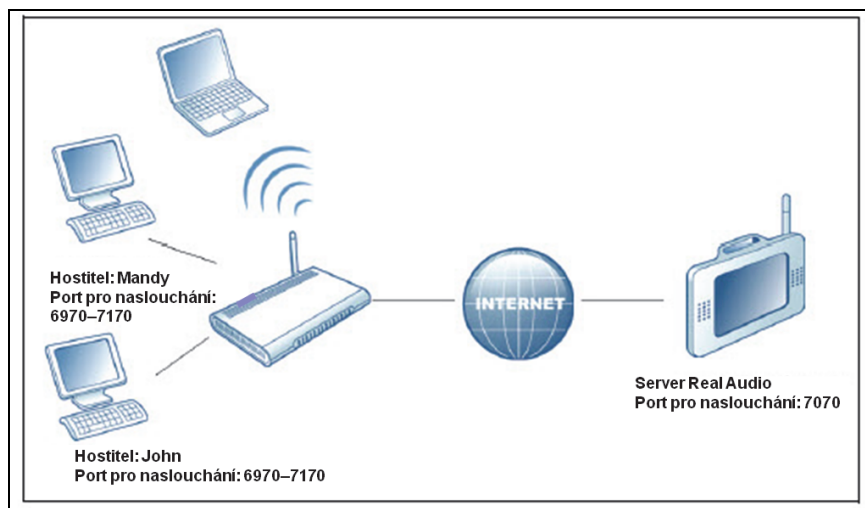 Hostitel: Mandy
Port pro naslouchání:
6970–7170
INTERNET
Server Real Audio
Port pro naslouchání: 7070
Hostitel: John
Port pro naslouchání: 6970–7170